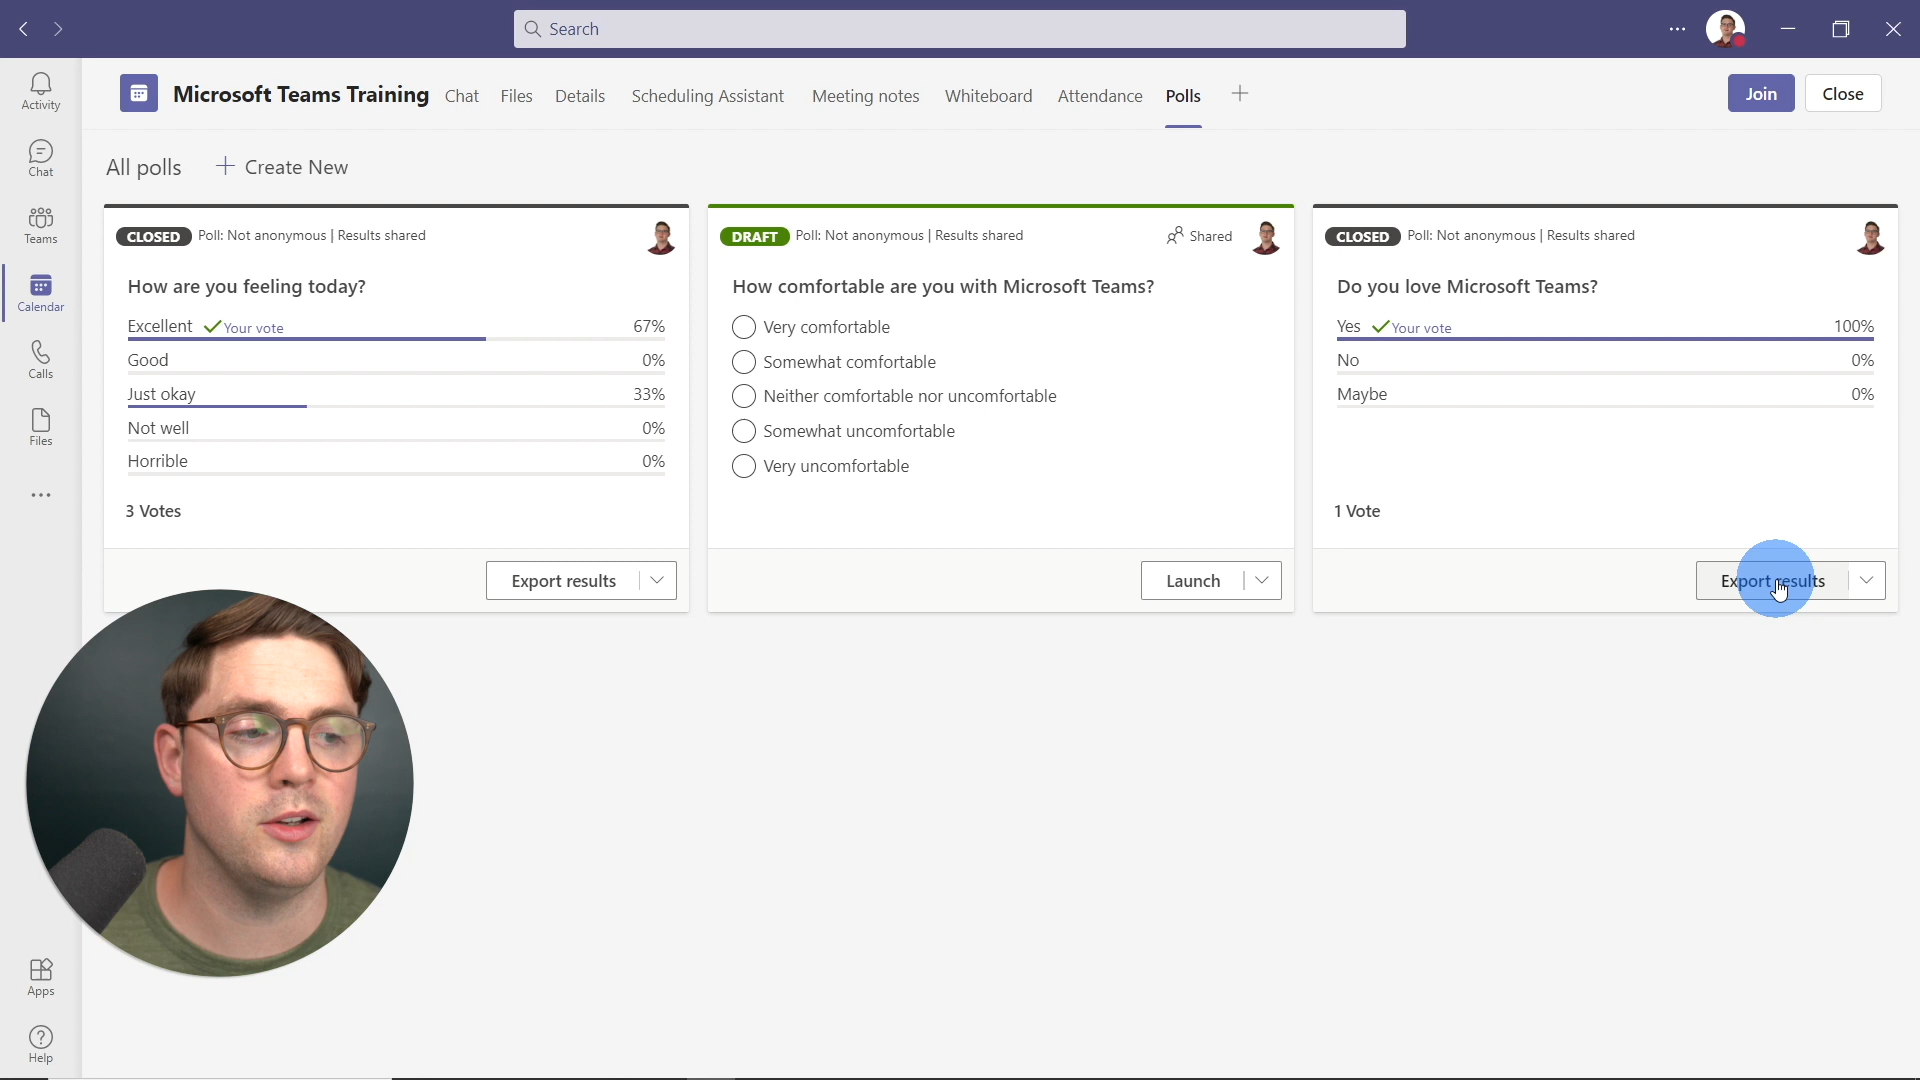 Search
Activity
Chat
Teams
Calendar
Calls
Files
Apps
Help
Microsoft Teams Training Chat Files Details Scheduling Assistant Meeting notes Whiteboard Attendance Polls
Join Close
All polls Create New
CLOSED Poll: Not anonymous | Results shared
How are you feeling today?
Excellent Your vote 67%
Good 0%
Just okay 33%
Not well 0%
Horrible 0%
3 Votes
Export results
DRAFT Poll: Not anonymous | Results shared Shared
How comfortable are you with Microsoft Teams?
Very comfortable
Somewhat comfortable
Neither comfortable nor uncomfortable
Somewhat uncomfortable
Very uncomfortable
Launch
CLOSED Poll: Not anonymous | Results shared
Do you love Microsoft Teams?
Yes Your vote 100%
No 0%
Maybe 0%
1 Vote
Export results